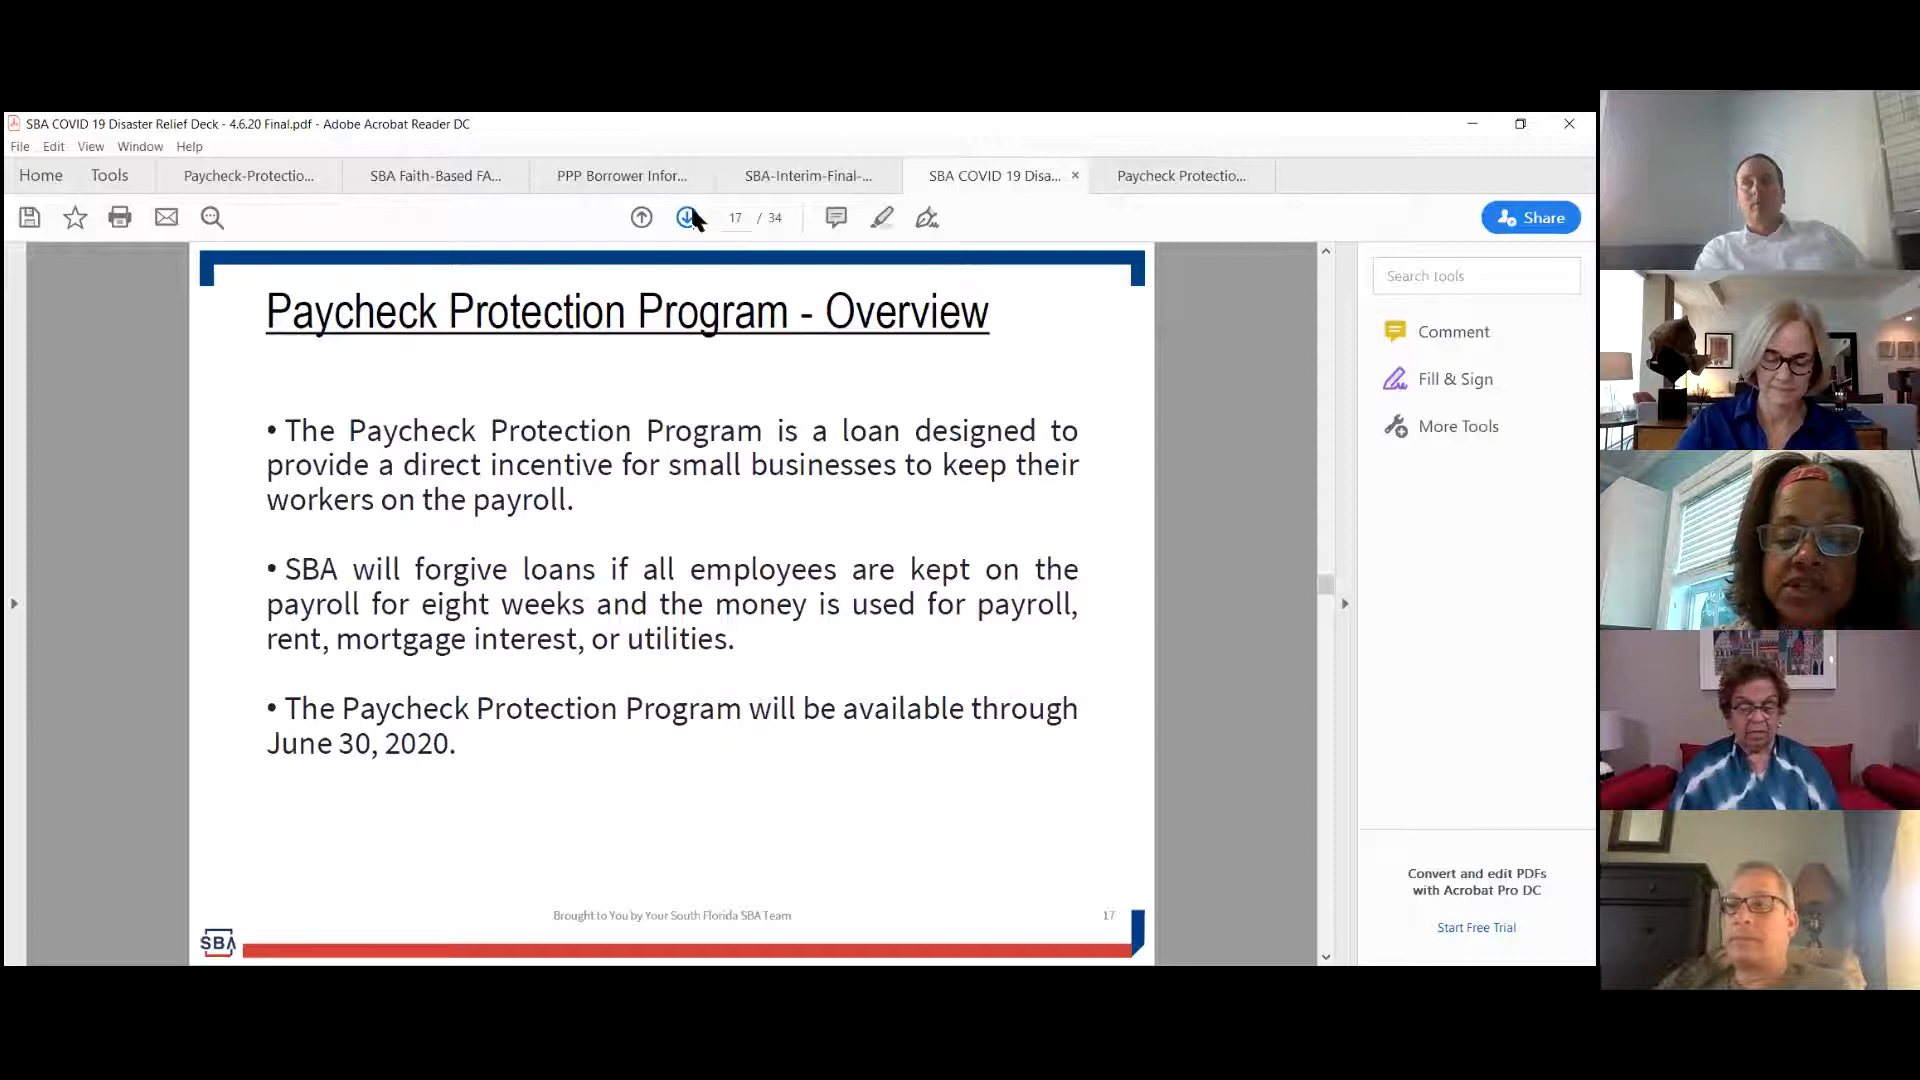 SBA COVID 19 Disaster Relief Deck - 4.6.20 Final.pdf - Adobe Acrobat Reader DC
File Edit View Window Help
Home Tools Paycheck-Protectio... SBA Faith-Based FA... PPP Borrower Infor... SBA-Interim-Final-... SBA COVID 19 Disa... × Paycheck Protectio...
17 / 34 Share
Paycheck Protection Program - Overview
• The Paycheck Protection Program is a loan designed to
provide a direct incentive for small businesses to keep their
workers on the payroll.
• SBA will forgive loans if all employees are kept on the
payroll for eight weeks and the money is used for payroll,
rent, mortgage interest, or utilities.
• The Paycheck Protection Program will be available through
June 30, 2020.
Brought to You by Your South Florida SBA Team 17
SBA
Search tools
Comment
Fill & Sign
More Tools
Convert and edit PDFs
with Acrobat Pro DC
Start Free Trial